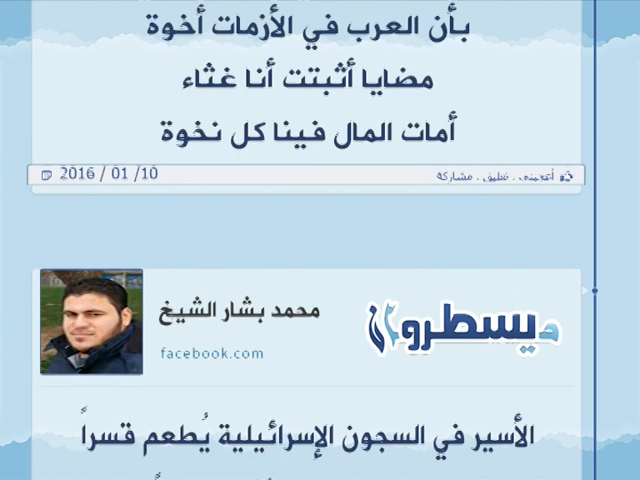 بأن العرب في الأزمات أخوة
مضايا أثبتت أنا غثاء
أمات المال فينا كل نخوة
أعجبني . تعليق . مشاركة
2016 / 01 /10
محمد بشار الشيخ
facebook.com
ويسطرون
الأسير في السجون الإسرائيلية يُطعم قسراً